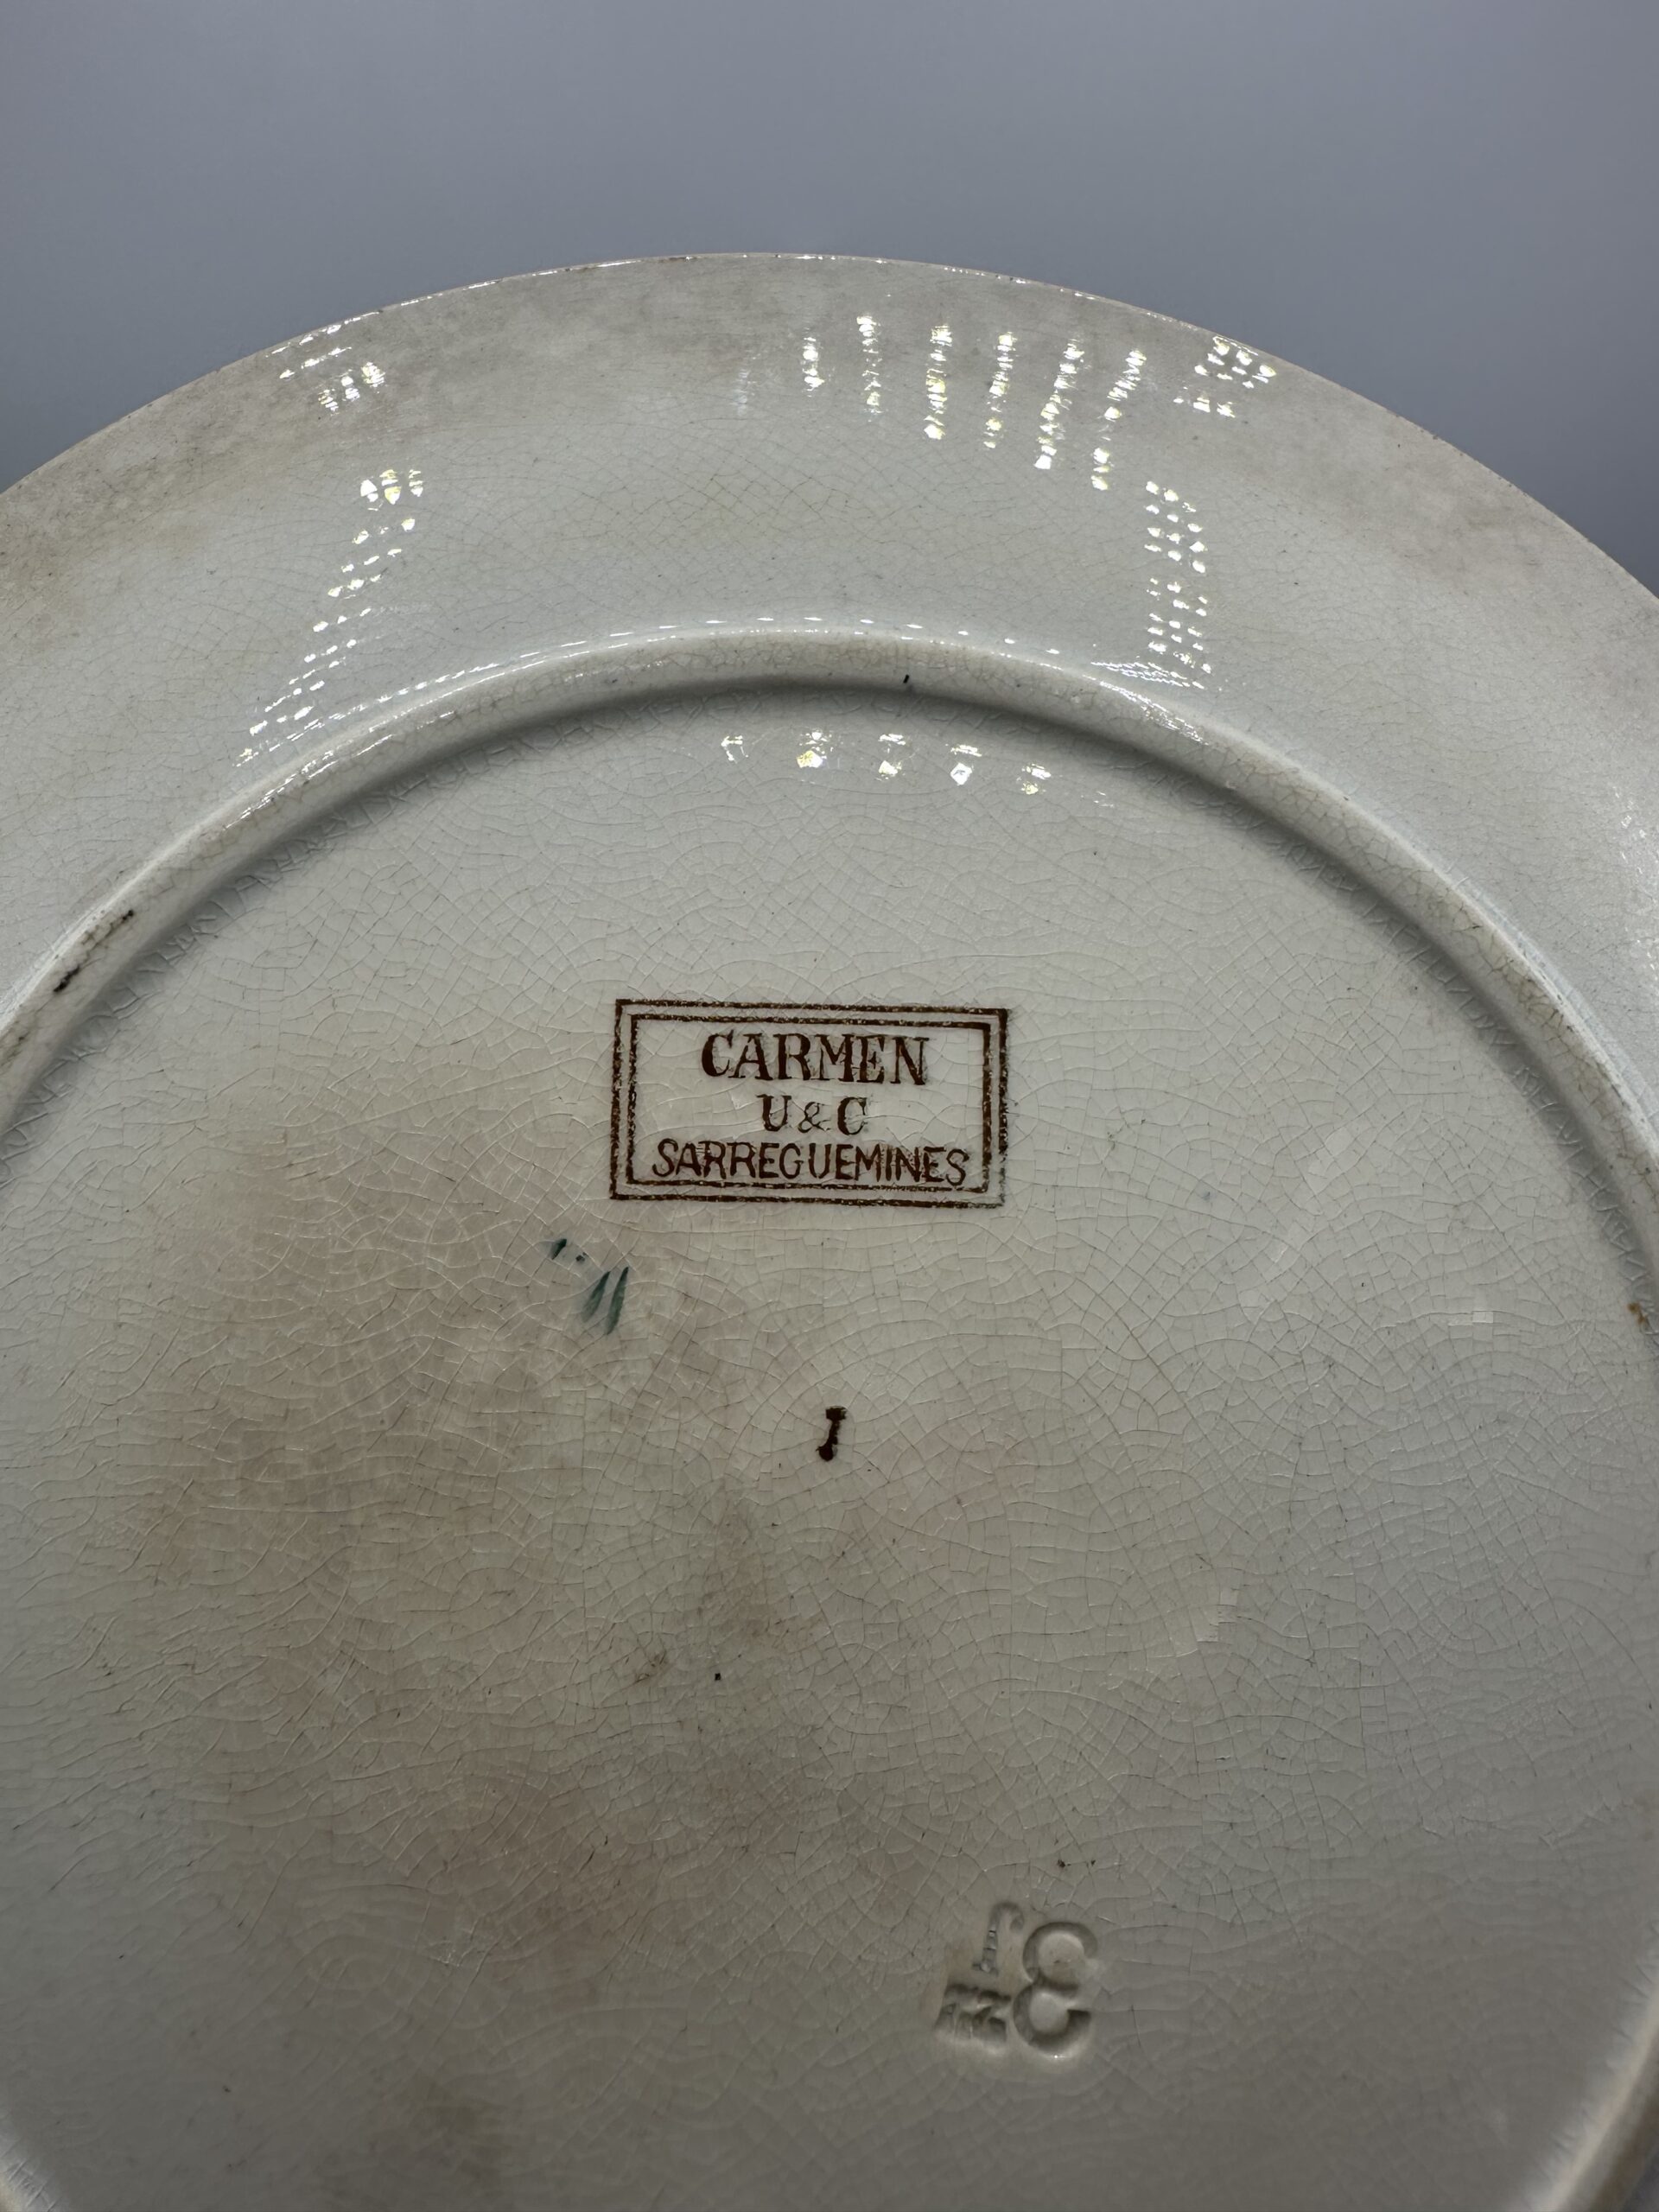 CARMEN
U & C
SARREGUEMINES
I